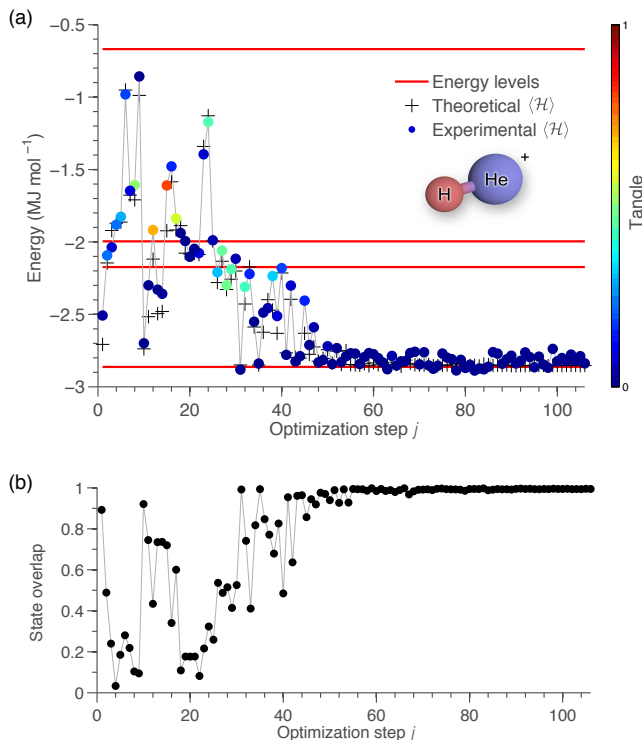 (a)
−0.5
−1
−1.5
−2
−2.5
−3
Energy (MJ mol⁻¹)
0
20
40
60
80
100
Optimization step j
Energy levels
Theoretical ⟨ℋ⟩
Experimental ⟨ℋ⟩
H
He
+
1
0
Tangle
(b)
1
0.8
0.6
0.4
0.2
0
State overlap
0
20
40
60
80
100
Optimization step j